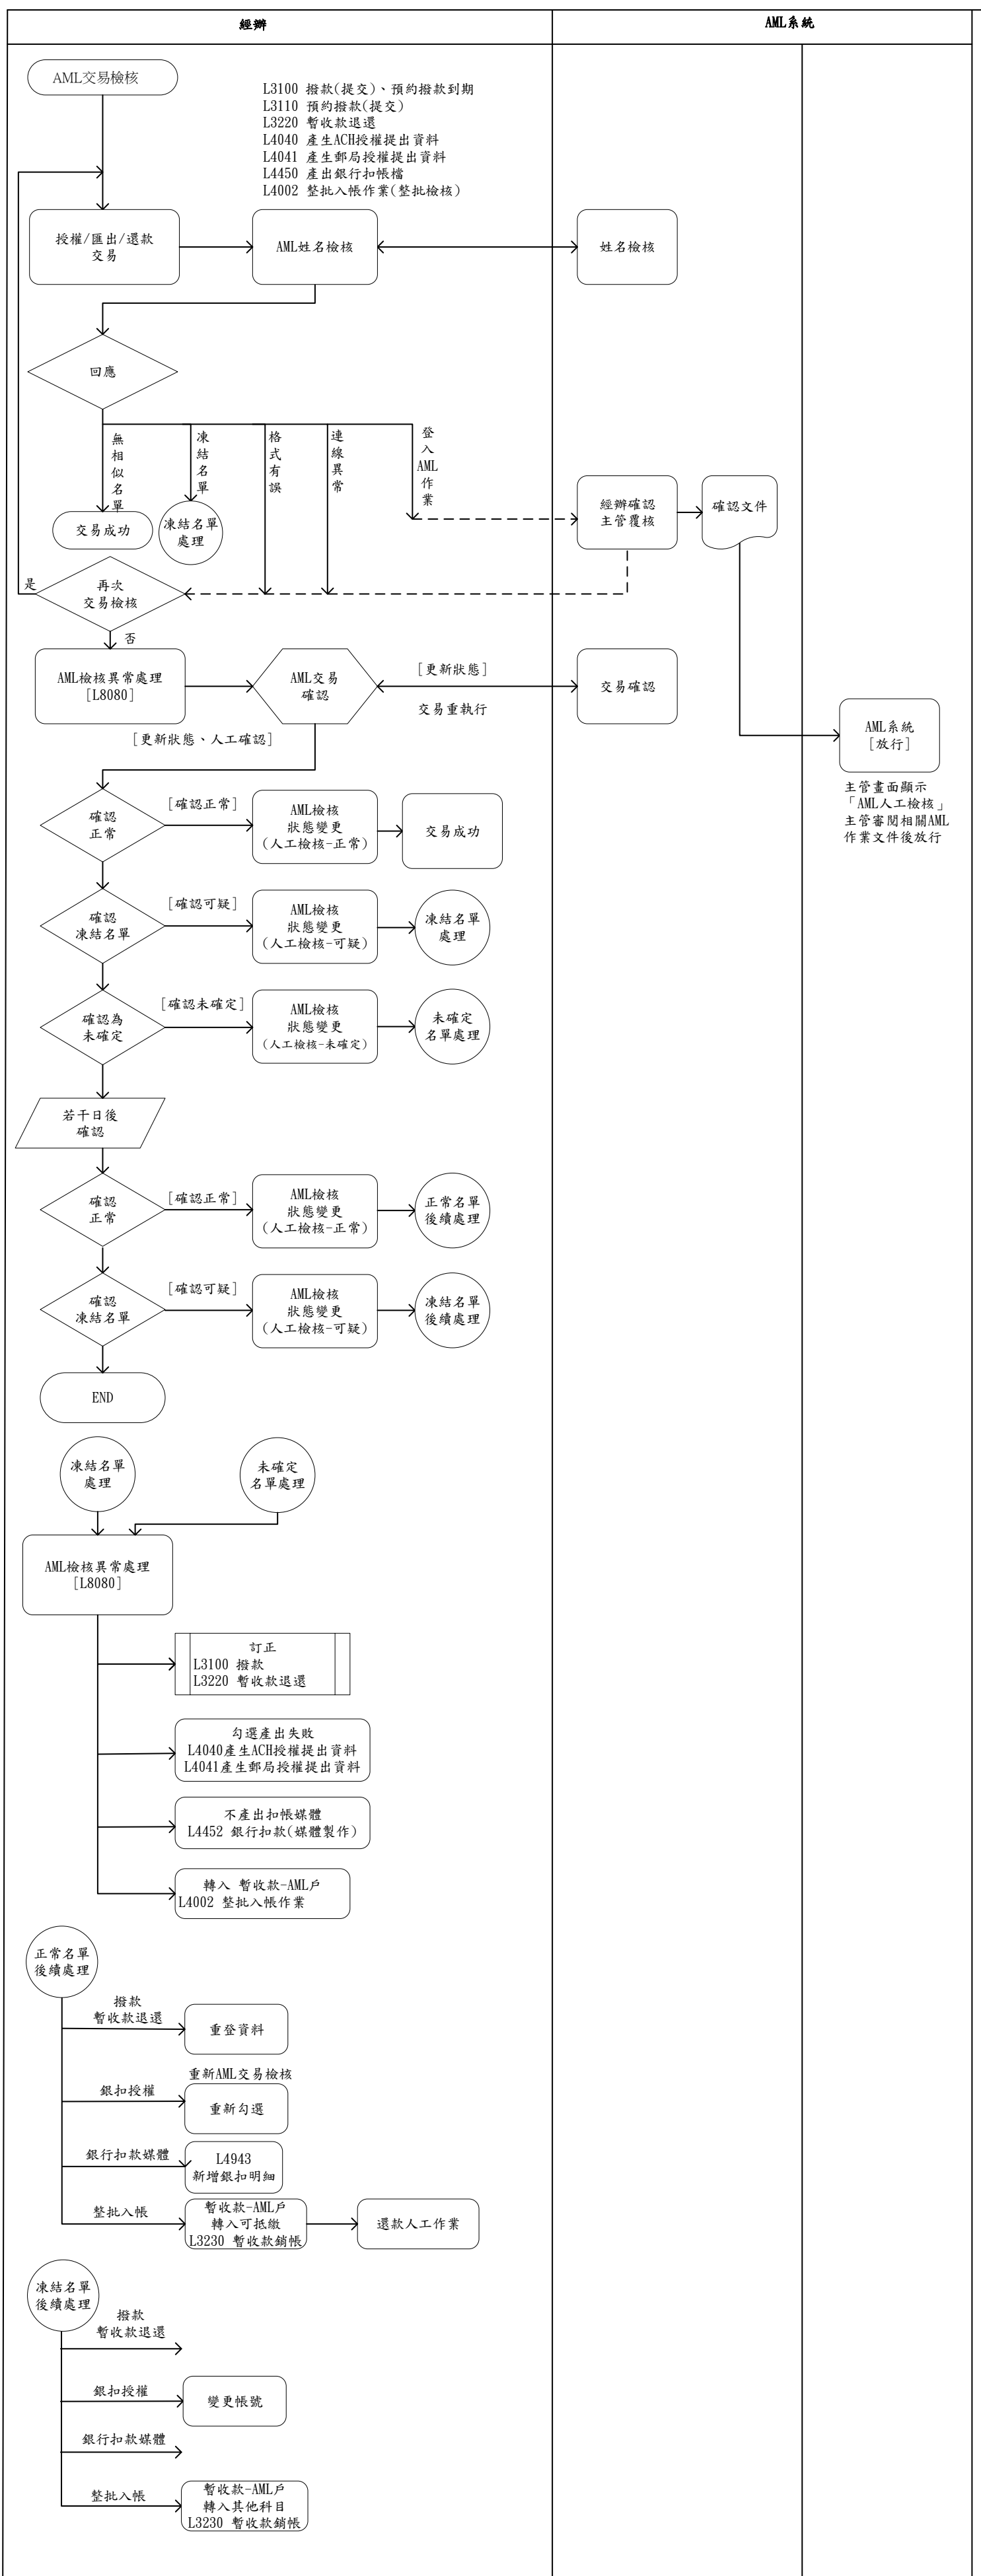 經辦
AML系統
AML交易檢核
L3100 撥款(提交)、預約撥款到期
L3110 預約撥款(提交)
L3220 暫收款退還
L4040 產生ACH授權提出資料
L4041 產生郵局授權提出資料
L4450 產出銀行扣帳檔
L4002 整批入帳作業(整批檢核)
授權/匯出/還款
交易
AML姓名檢核
姓名檢核
回應
無相似名單
凍結名單
格式有誤
連線異常
登入AML作業
交易成功
凍結名單
處理
經辦確認
主管覆核
確認文件
是
再次
交易檢核
否
AML檢核異常處理
[L8080]
AML交易
確認
[更新狀態]
交易重執行
交易確認
AML系統
[放行]
主管畫面顯示
「AML人工檢核」
主管審閱相關AML
作業文件後放行
[更新狀態、人工確認]
確認
正常
[確認正常]
AML檢核
狀態變更
(人工檢核-正常)
交易成功
確認
凍結名單
[確認可疑]
AML檢核
狀態變更
(人工檢核-可疑)
凍結名單
處理
確認為
未確定
[確認未確定]
AML檢核
狀態變更
(人工檢核-未確定)
未確定
名單處理
若干日後
確認
確認
正常
[確認正常]
AML檢核
狀態變更
(人工檢核-正常)
正常名單
後續處理
確認
凍結名單
[確認可疑]
AML檢核
狀態變更
(人工檢核-可疑)
凍結名單
後續處理
END
凍結名單
處理
未確定
名單處理
AML檢核異常處理
[L8080]
訂正
L3100 撥款
L3220 暫收款退還
勾選產出失敗
L4040產生ACH授權提出資料
L4041產生郵局授權提出資料
不產出扣帳媒體
L4452 銀行扣款(媒體製作)
轉入 暫收款-AML戶
L4002 整批入帳作業
正常名單
後續處理
撥款
暫收款退還
重登資料
重新AML交易檢核
銀扣授權
重新勾選
銀行扣款媒體
L4943
新增銀扣明細
整批入帳
暫收款-AML戶
轉入可抵繳
L3230 暫收款銷帳
還款人工作業
凍結名單
後續處理
撥款
暫收款退還
銀扣授權
變更帳號
銀行扣款媒體
整批入帳
暫收款-AML戶
轉入其他科目
L3230 暫收款銷帳